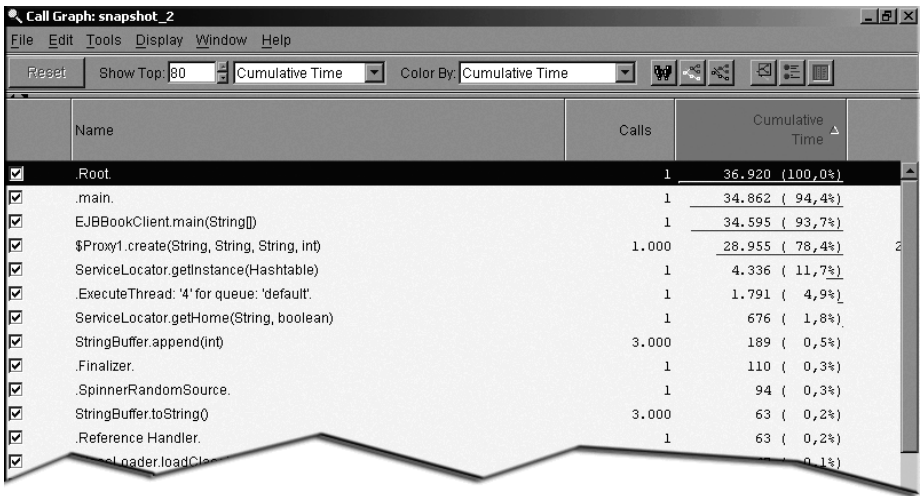 Call Graph: snapshot_2
File Edit Tools Display Window Help
Reset Show Top: 80 Cumulative Time Color By: Cumulative Time
Name Calls Cumulative Time
.Root. 1 36.920 (100,0%)
.main. 1 34.862 ( 94,4%)
EJBBookClient.main(String[]) 1 34.595 ( 93,7%)
$Proxy1.create(String, String, String, int) 1.000 28.955 ( 78,4%) 2
ServiceLocator.getInstance(Hashtable) 1 4.336 ( 11,7%)
.ExecuteThread: '4' for queue: 'default'. 1 1.791 ( 4,9%)
ServiceLocator.getHome(String, boolean) 1 676 ( 1,8%)
StringBuffer.append(int) 3.000 189 ( 0,5%)
.Finalizer. 1 110 ( 0,3%)
.SpinnerRandomSource. 1 94 ( 0,3%)
StringBuffer.toString() 3.000 63 ( 0,2%)
.Reference Handler. 1 63 ( 0,2%)
0,1%)